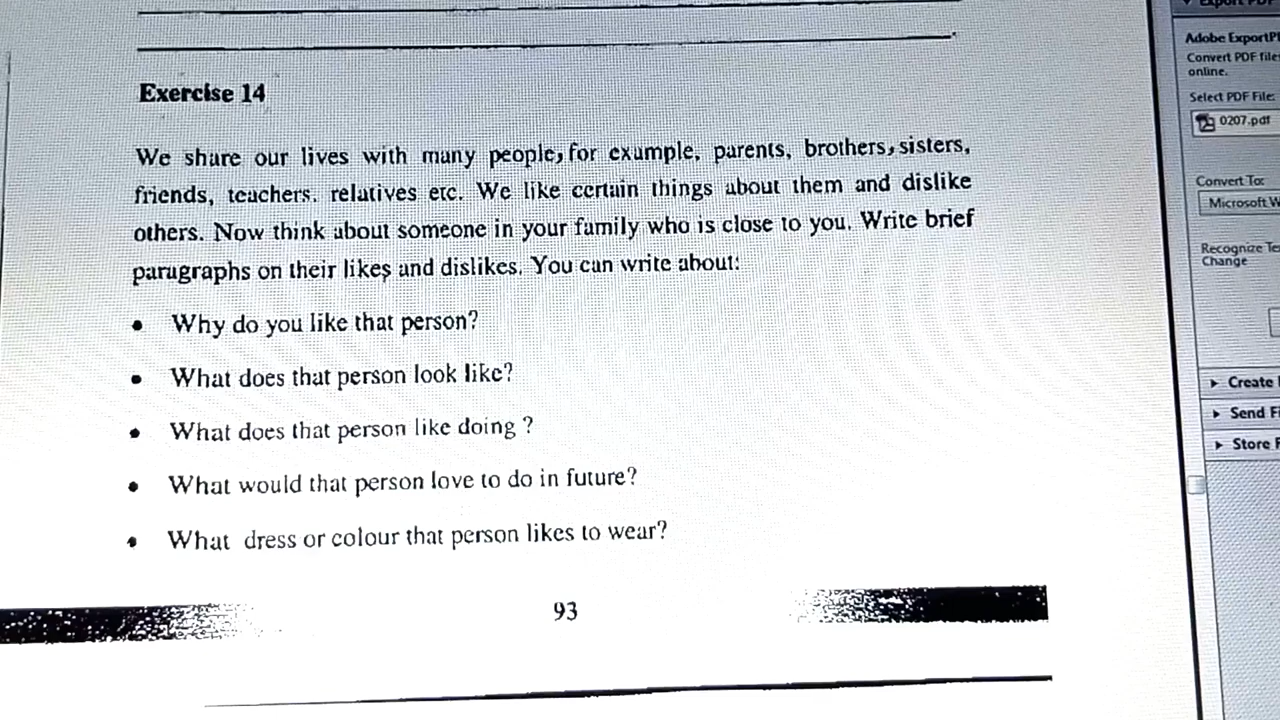 Exercise 14
We share our lives with many people, for example, parents, brothers, sisters,
friends, teachers, relatives etc. We like certain things about them and dislike
others. Now think about someone in your family who is close to you. Write brief
paragraphs on their likes and dislikes. You can write about:
• Why do you like that person?
• What does that person look like?
• What does that person like doing ?
• What would that person love to do in future?
• What dress or colour that person likes to wear?
93
Adobe
Convert PDF
online.
Select PDF File:
0207.pdf
Convert To:
Microsoft
Recognize
Change
Create
Send
Store